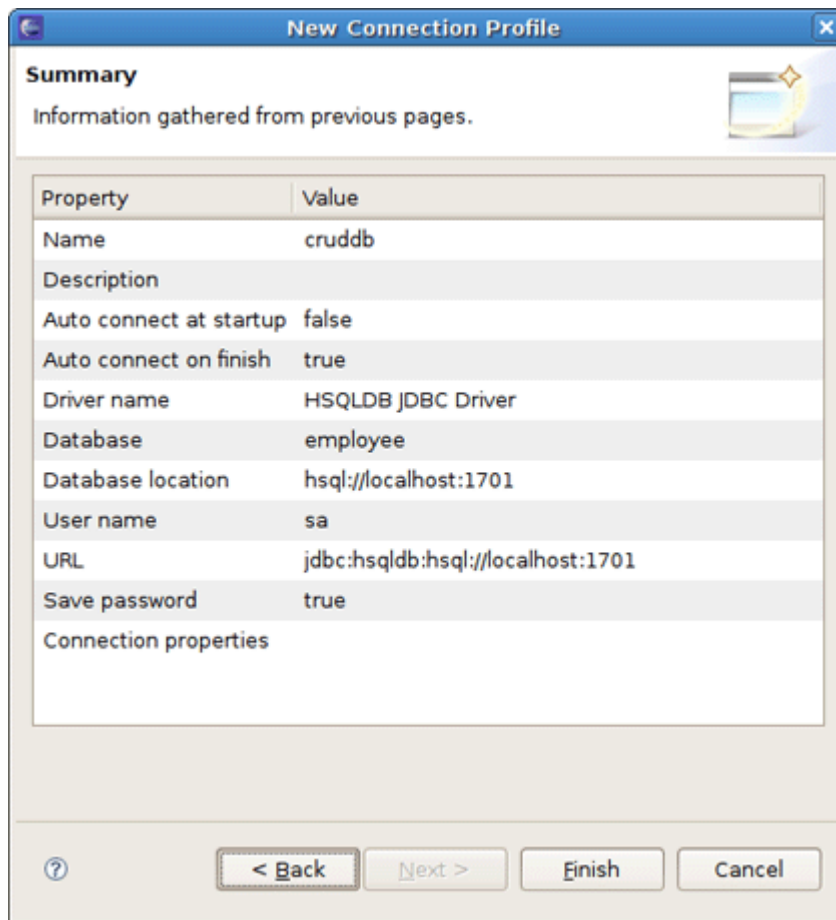 New Connection Profile
Summary
Information gathered from previous pages.
Property Value
Name cruddb
Description
Auto connect at startup false
Auto connect on finish true
Driver name HSQLDB JDBC Driver
Database employee
Database location hsql://localhost:1701
User name sa
URL jdbc:hsqldb:hsql://localhost:1701
Save password true
Connection properties
? < Back Next > Finish Cancel